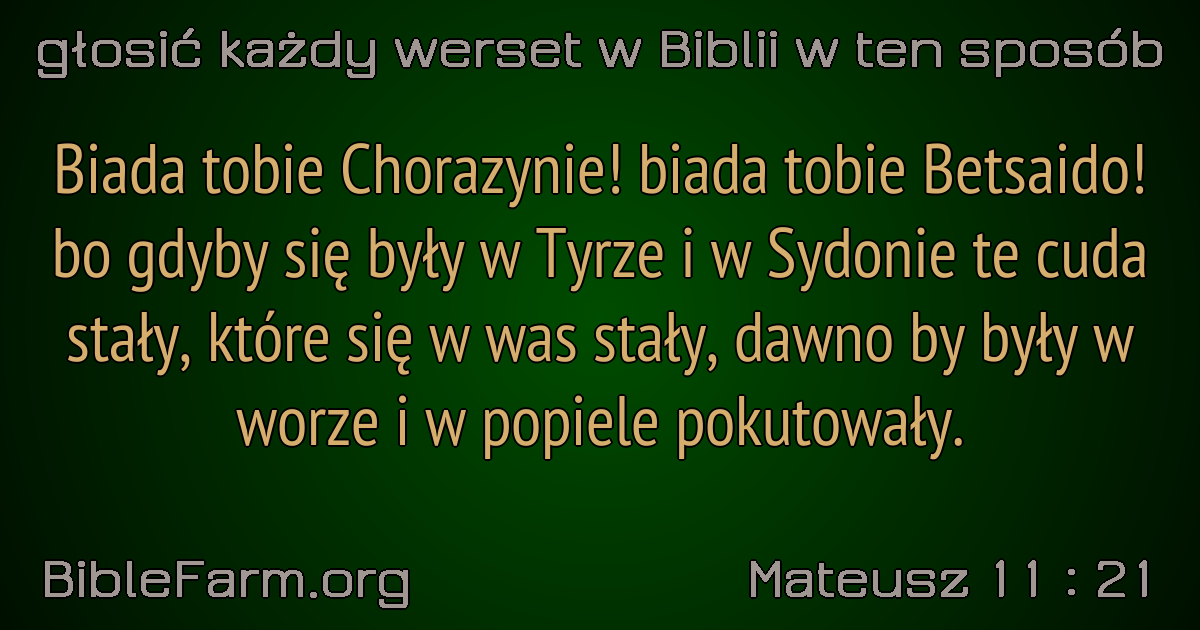 głosić każdy werset w Biblii w ten sposób
Biada tobie Chorazynie! biada tobie Betsaido!
bo gdyby się były w Tyrze i w Sydonie te cuda
stały, które się w was stały, dawno by były w
worze i w popiele pokutowały.
BibleFarm.org
Mateusz 11 : 21